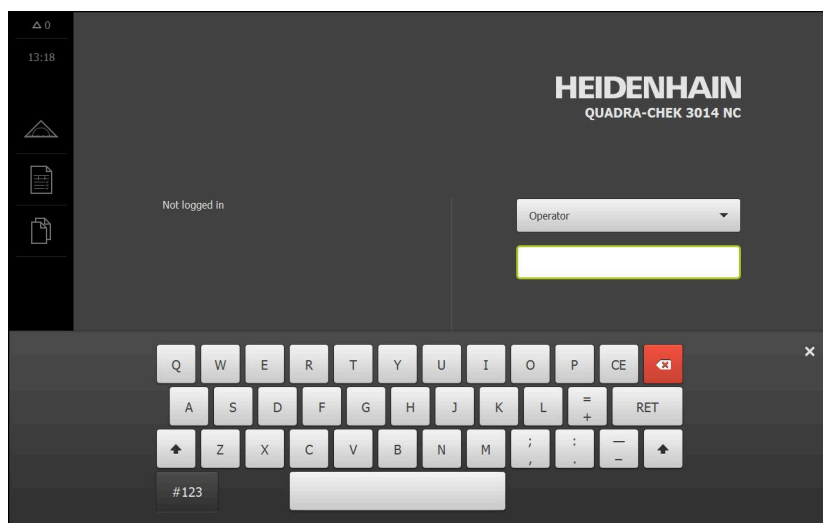 0
13:18
HEIDENHAIN
QUADRA-CHEK 3014 NC
Not logged in
Operator
Q W E R T Y U I O P CE
A S D F G H J K L = + RET
Z X C V B N M ; , : . — –
#123